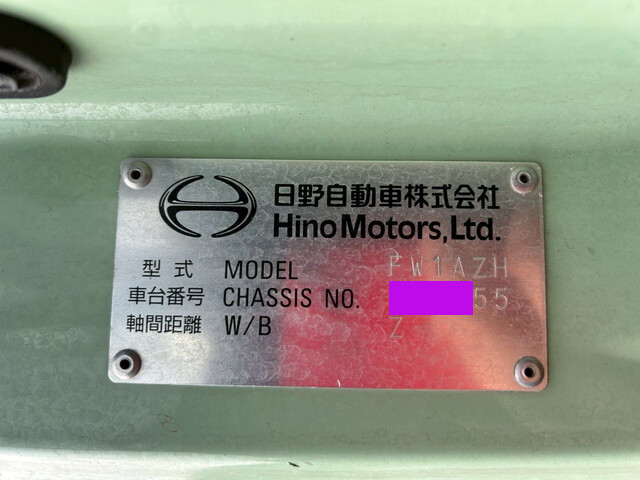 日野自動車株式会社
Hino Motors, Ltd.
型式 MODEL FW1AZH
車台番号 CHASSIS NO. 55
軸間距離 W/B Z